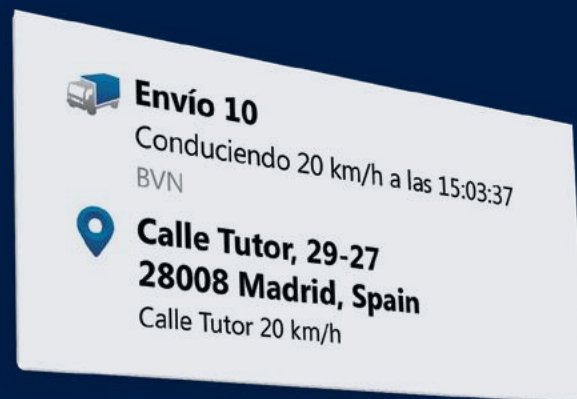 Envío 10
Conduciendo 20 km/h a las 15:03:37
BVN
Calle Tutor, 29-27
28008 Madrid, Spain
Calle Tutor 20 km/h